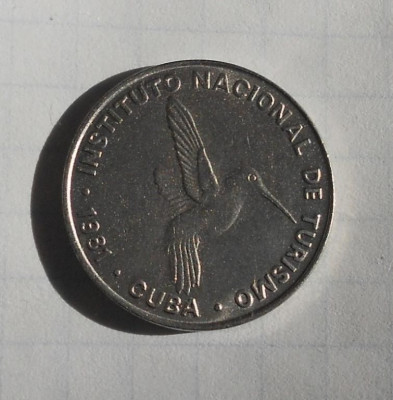 INSTITUTO NACIONAL DE TURISMO · CUBA · 1981 ·